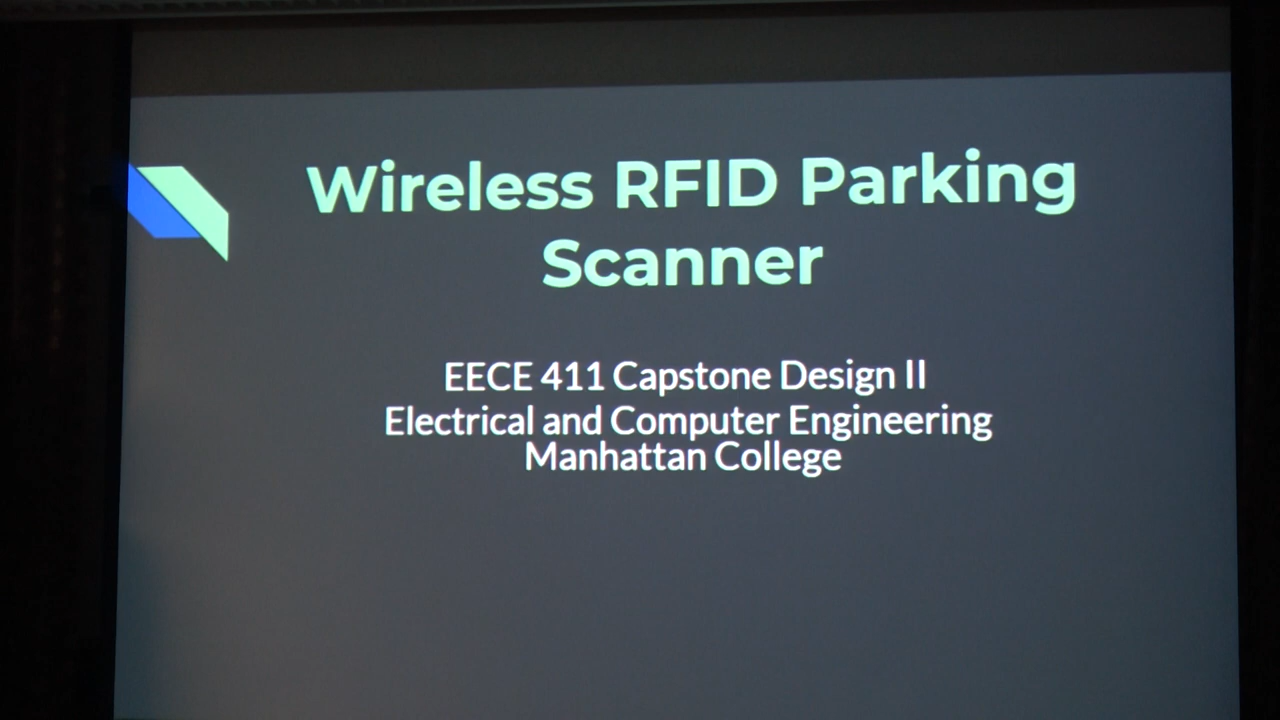 Wireless RFID Parking
Scanner
EECE 411 Capstone Design II
Electrical and Computer Engineering
Manhattan College